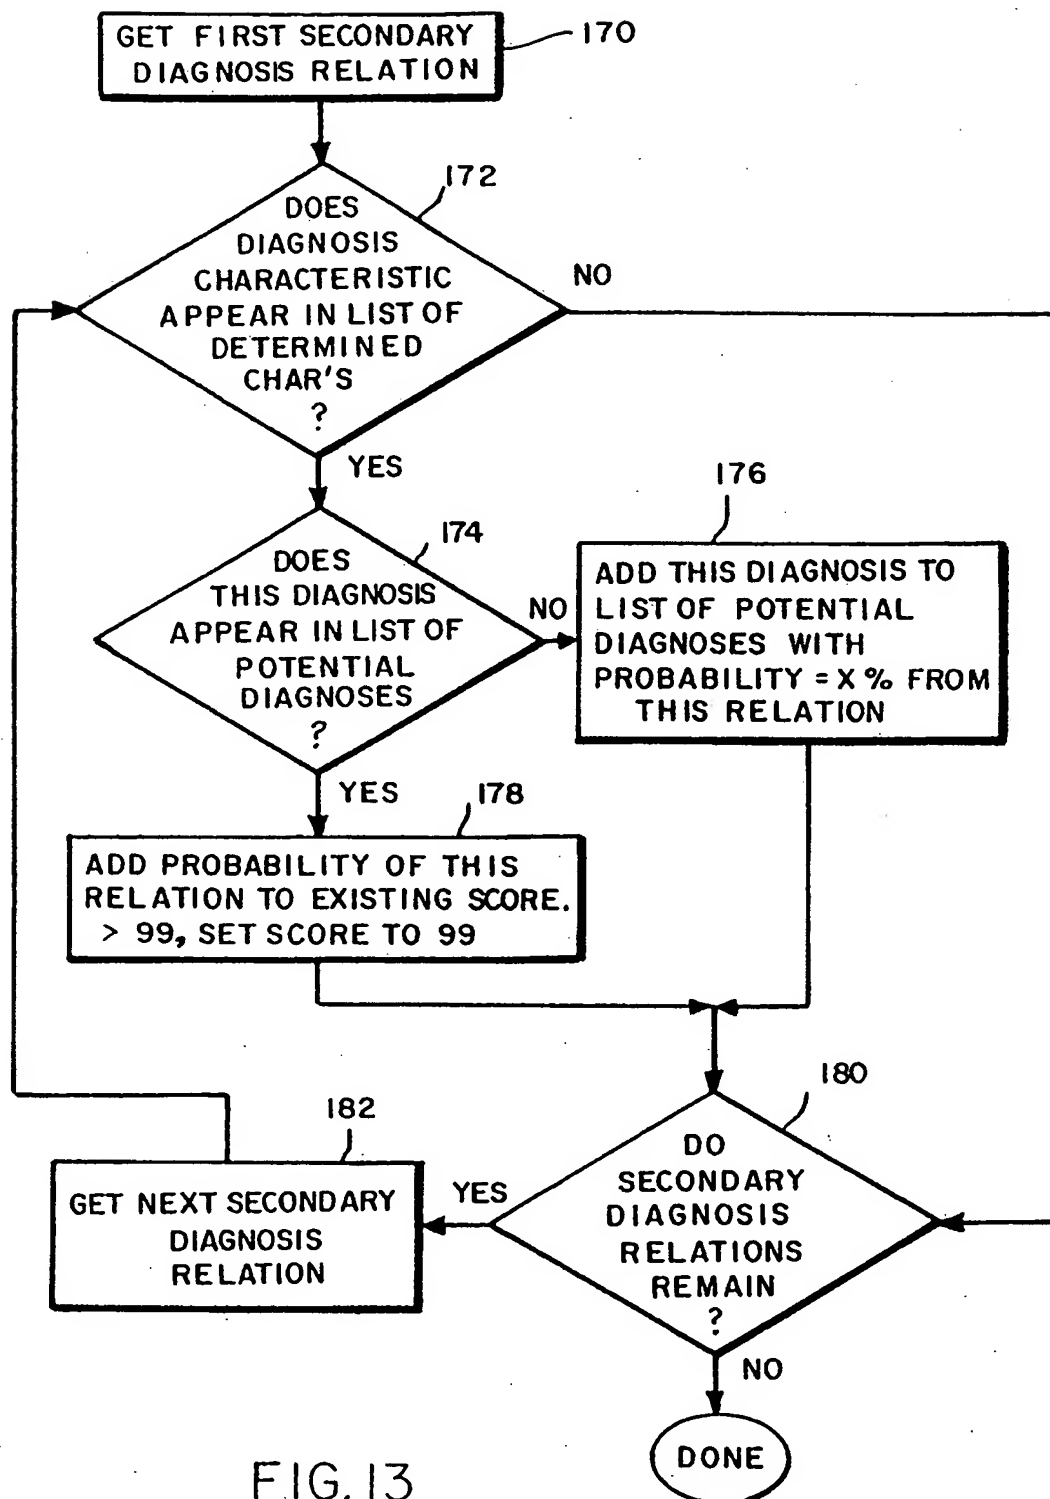 GET FIRST SECONDARY
DIAGNOSIS RELATION
170
172
DOES
DIAGNOSIS
CHARACTERISTIC
APPEAR IN LIST OF
DETERMINED
CHAR'S
?
NO
YES
174
DOES
THIS DIAGNOSIS
APPEAR IN LIST OF
POTENTIAL
DIAGNOSES
?
NO
YES
176
ADD THIS DIAGNOSIS TO
LIST OF POTENTIAL
DIAGNOSES WITH
PROBABILITY = X % FROM
THIS RELATION
178
ADD PROBABILITY OF THIS
RELATION TO EXISTING SCORE.
> 99, SET SCORE TO 99
180
DO
SECONDARY
DIAGNOSIS
RELATIONS
REMAIN
?
YES
NO
182
GET NEXT SECONDARY
DIAGNOSIS
RELATION
DONE
FIG. 13